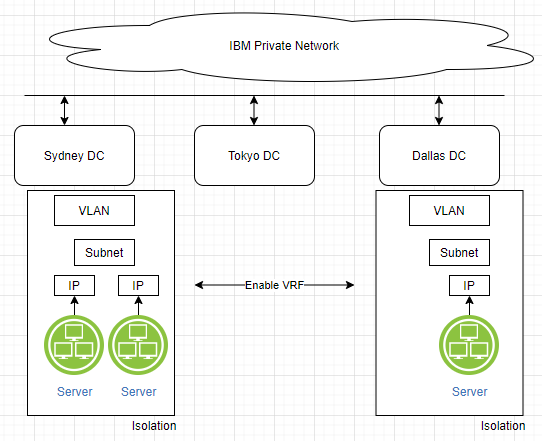 IBM Private Network
Sydney DC
Tokyo DC
Dallas DC
VLAN
VLAN
Subnet
Subnet
IP
IP
Enable VRF
IP
Server
Server
Server
Isolation
Isolation